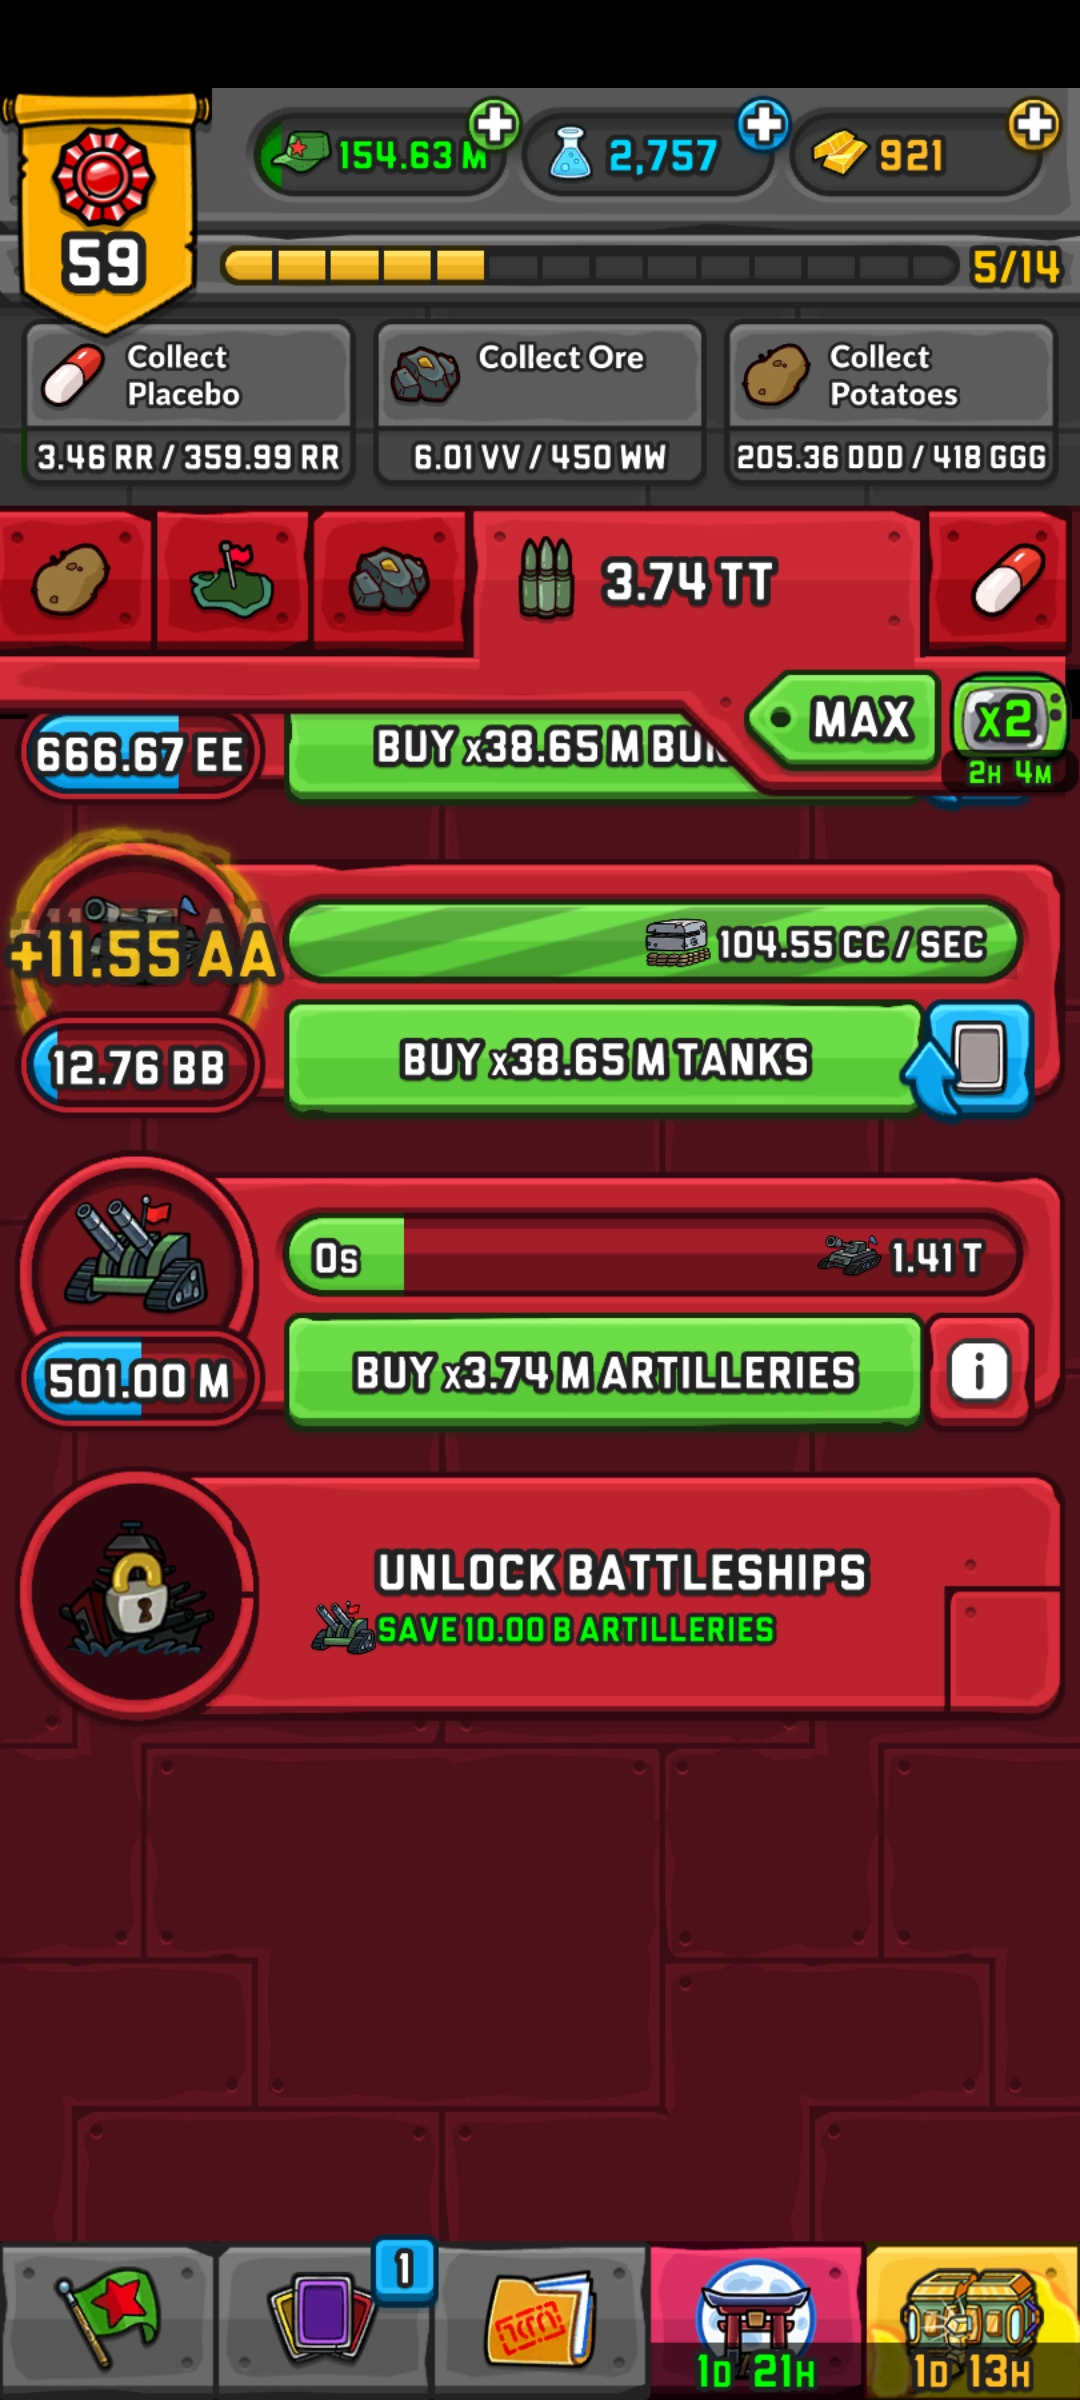 154.63 M
2,757
921
59
5/14
Collect
Placebo
3.46 RR / 359.99 RR
Collect Ore
6.01 VV / 450 WW
Collect
Potatoes
205.36 DDD / 418 GGG
3.74 TT
MAX
x2
2H 4M
666.67 EE
BUY x38.65 M
+11.55 AA
104.55 CC / SEC
12.76 BB
BUY x38.65 M TANKS
0s
1.41 T
501.00 M
BUY x3.74 M ARTILLERIES
i
UNLOCK BATTLESHIPS
SAVE 10.00 B ARTILLERIES
1
1D 21H
1D 13H